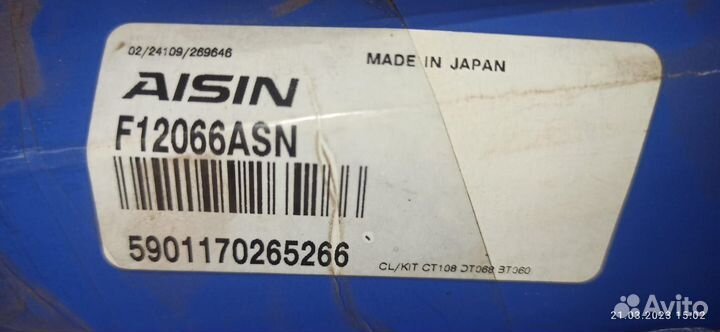 02/24109/269646
MADE IN JAPAN
AISIN
F12066ASN
5901170265266
CL/KIT CT108 DT068 BT060
Avito
21.03.2023 15:02